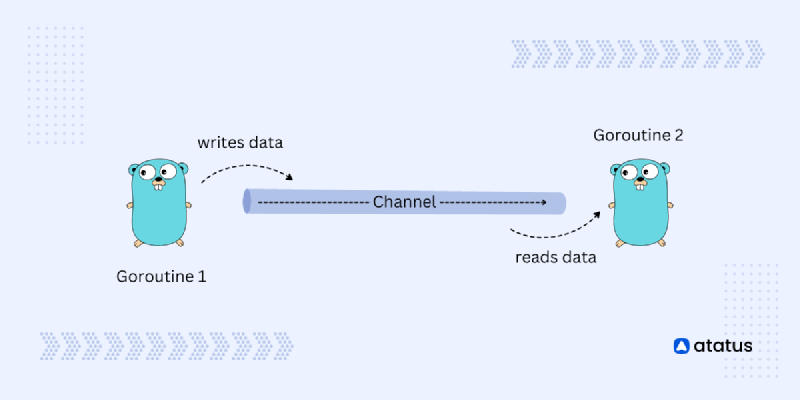 Goroutine 2
writes data
Channel
reads data
Goroutine 1
atatus